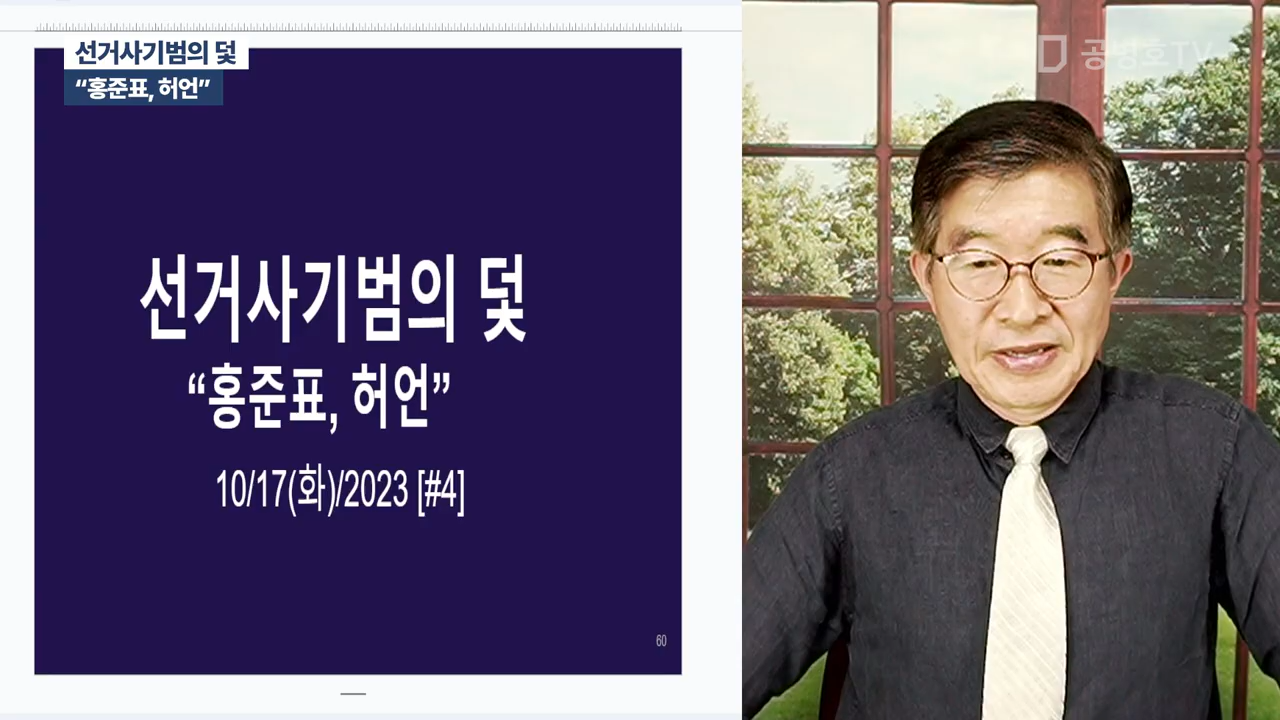 선거사기범의 덫
“홍준표, 허언”
공병호TV
선거사기범의 덫
“홍준표, 허언”
10/17(화)/2023 [#4]
60